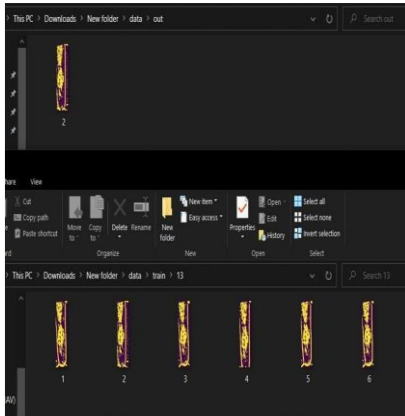 This PC > Downloads > New folder > data > out
Search out
2
hare View
Cut
Copy path
Paste shortcut
Move to
Copy to
Delete
Rename
New folder
New item
Easy access
Properties
Open
Edit
History
Select all
Select none
Invert selection
Organize
New
Open
Select
This PC > Downloads > New folder > data > train > 13
Search 13
1
2
3
4
5
6